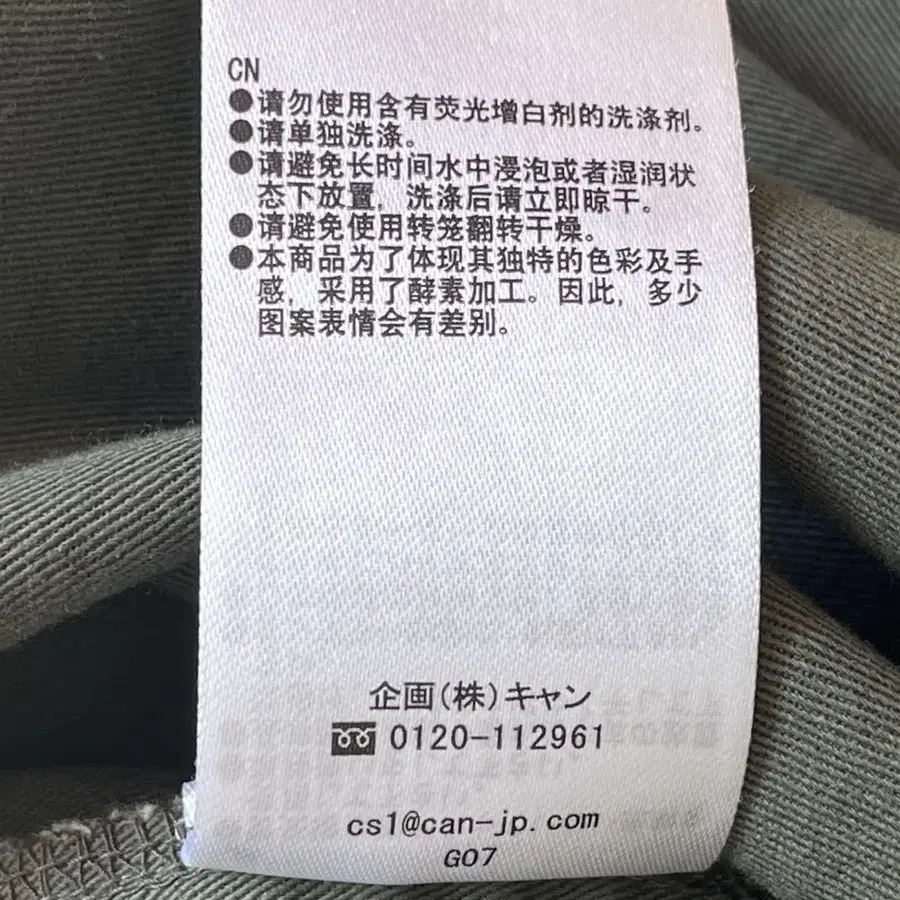 CN
●请勿使用含有荧光增白剂的洗涤剂。
●请单独洗涤。
●请避免长时间水中浸泡或者湿润状
态下放置，洗涤后请立即晾干。
●请避免使用转笼翻转干燥。
●本商品为了体现其独特的色彩及手
感，采用了酵素加工。因此，多少
图案表情会有差别。
企画(株)キャン
0120-112961
cs1@can-jp.com
G07